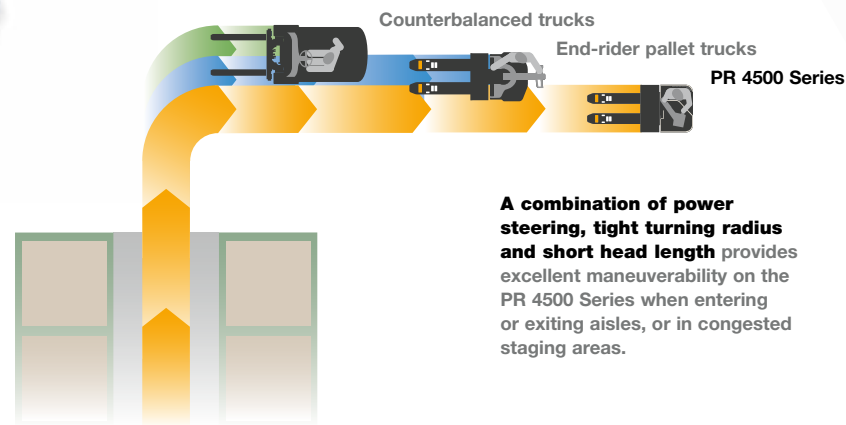 Counterbalanced trucks
End-rider pallet trucks
PR 4500 Series
A combination of power
steering, tight turning radius
and short head length provides
excellent maneuverability on the
PR 4500 Series when entering
or exiting aisles, or in congested
staging areas.